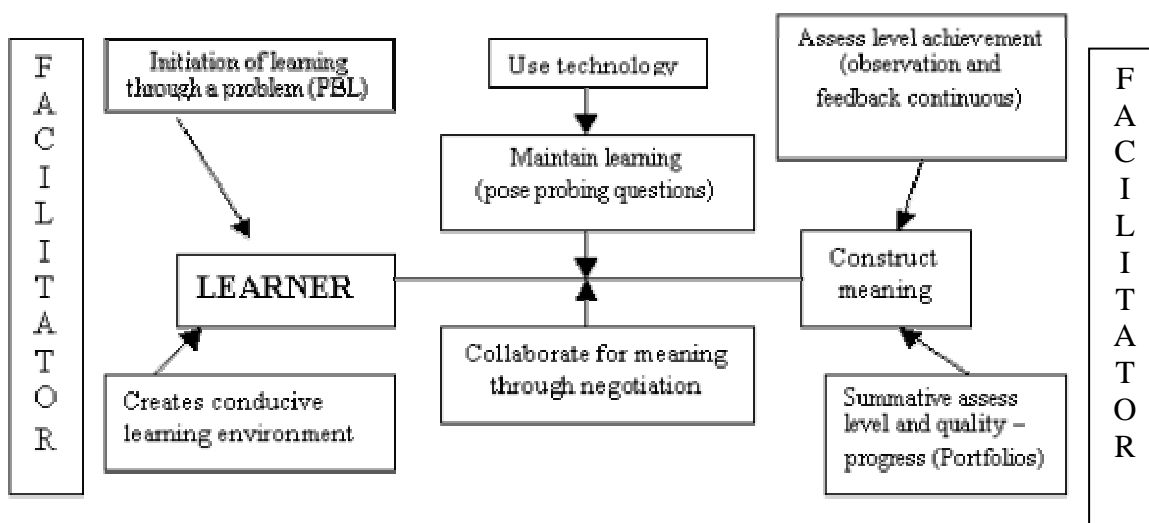 F
A
C
I
L
I
T
A
T
O
R
Initiation of learning
through a problem (PBL)
Use technology
Assess level achievement
(observation and
feedback continuous)
Maintain learning
(pose probing questions)
LEARNER
Construct
meaning
Creates conducive
learning environment
Collaborate for meaning
through negotiation
Summative assess
level and quality –
progress (Portfolios)
F
A
C
I
L
I
T
A
T
O
R